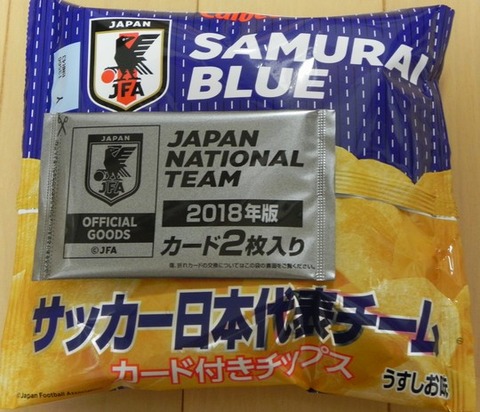 Calbee
JAPAN
JFA
SAMURAI
BLUE
JAPAN
JFA
OFFICIAL
GOODS
©JFA
JAPAN
NATIONAL
TEAM
2018年版
カード2枚入り
サッカー日本代表チーム
カード付きチップス
うすしお味
©Japan Football